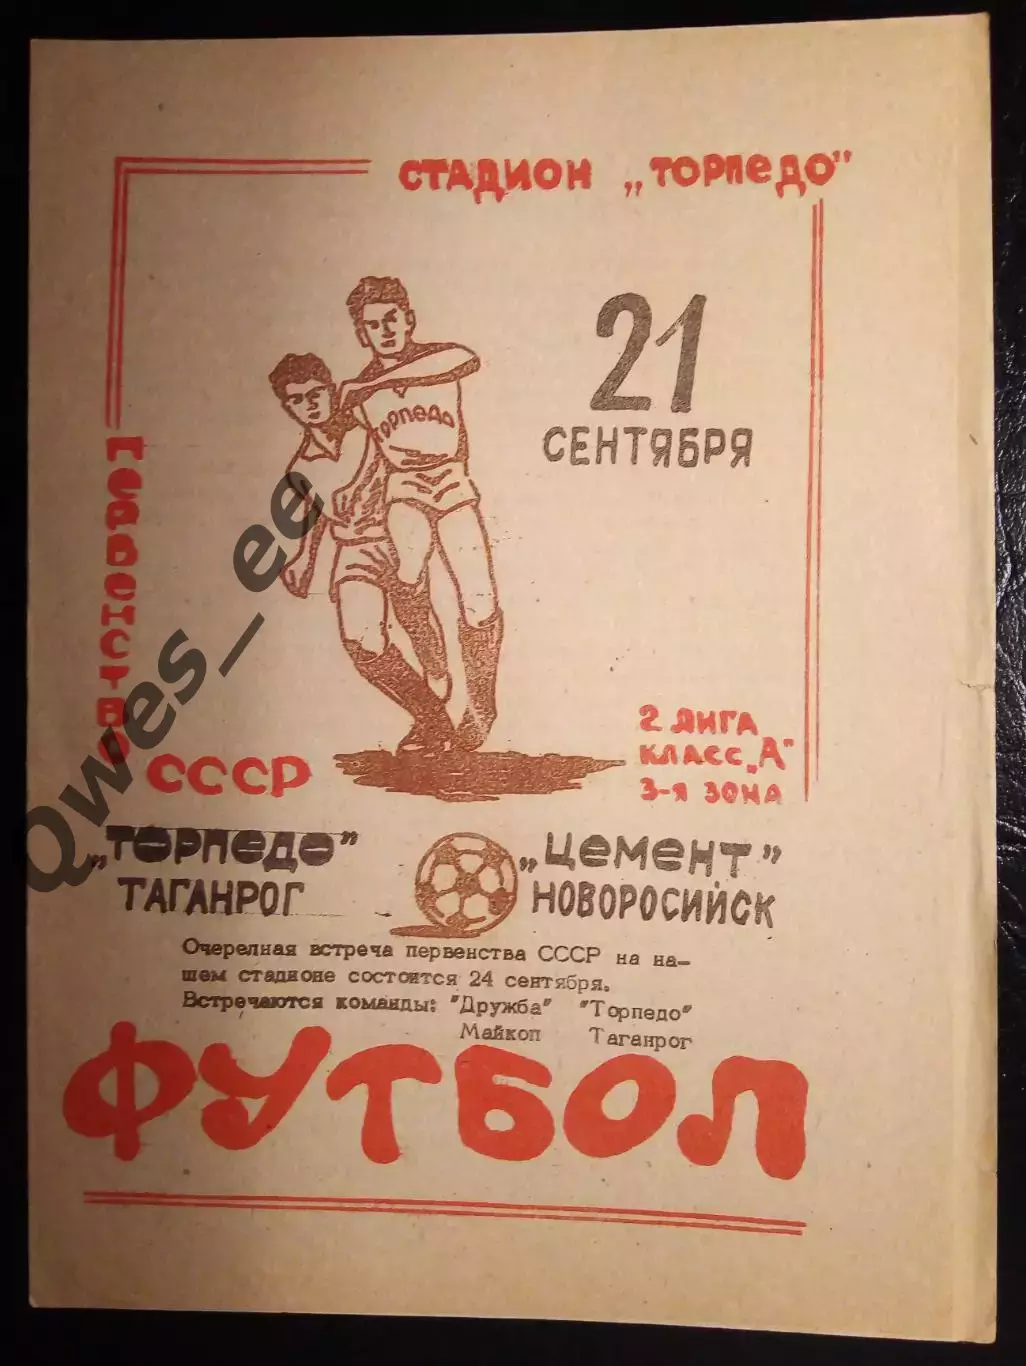 СТАДИОН „ТОРПЕДО"
21
СЕНТЯБРЯ
ТОРПЕДО
ПЕРВЕНСТВО
СССР
2 ЛИГА
КЛАСС „А"
3-я ЗОНА
„ТОРПЕДО"
ТАГАНРОГ
„ЦЕМЕНТ"
НОВОРОСИЙСК
Очерелная встреча первенства СССР на на-
шем стадионе состоится 24 сентября.
Встречаются команды: "Дружба" "Торпедо"
Майкоп Таганрог
ФУТБОЛ
Qwes_ee